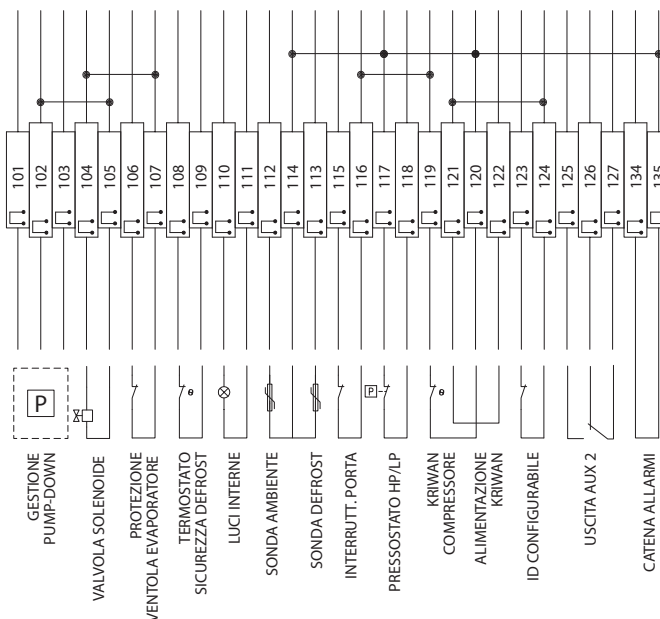 101
102
103
104
105
106
107
108
109
110
111
112
114
113
115
116
117
118
119
121
120
122
123
124
125
126
127
134
135
P
θ
P
θ
GESTIONE
PUMP-DOWN
VALVOLA SOLENOIDE
PROTEZIONE
VENTOLA EVAPORATORE
TERMOSTATO
SICUREZZA DEFROST
LUCI INTERNE
SONDA AMBIENTE
SONDA DEFROST
INTERRUTT. PORTA
PRESSOSTATO HP/LP
KRIWAN
COMPRESSORE
ALIMENTAZIONE
KRIWAN
ID CONFIGURABILE
USCITA AUX 2
CATENA ALLARMI